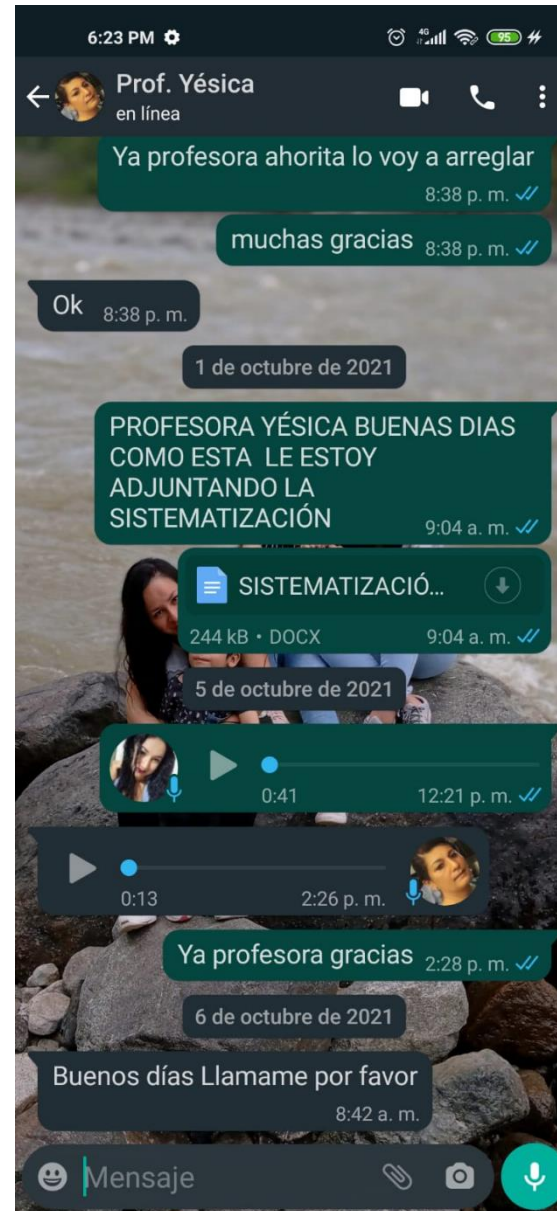 6:23 PM
4G
95
Prof. Yésica
en línea
Ya profesora ahorita lo voy a arreglar
8:38 p. m.
muchas gracias 8:38 p. m.
Ok 8:38 p. m.
1 de octubre de 2021
PROFESORA YÉSICA BUENAS DIAS
COMO ESTA LE ESTOY
ADJUNTANDO LA
SISTEMATIZACIÓN
9:04 a. m.
SISTEMATIZACIÓ...
244 kB • DOCX 9:04 a. m.
5 de octubre de 2021
0:41 12:21 p. m.
0:13 2:26 p. m.
Ya profesora gracias 2:28 p. m.
6 de octubre de 2021
Buenos días Llamame por favor
8:42 a. m.
Mensaje